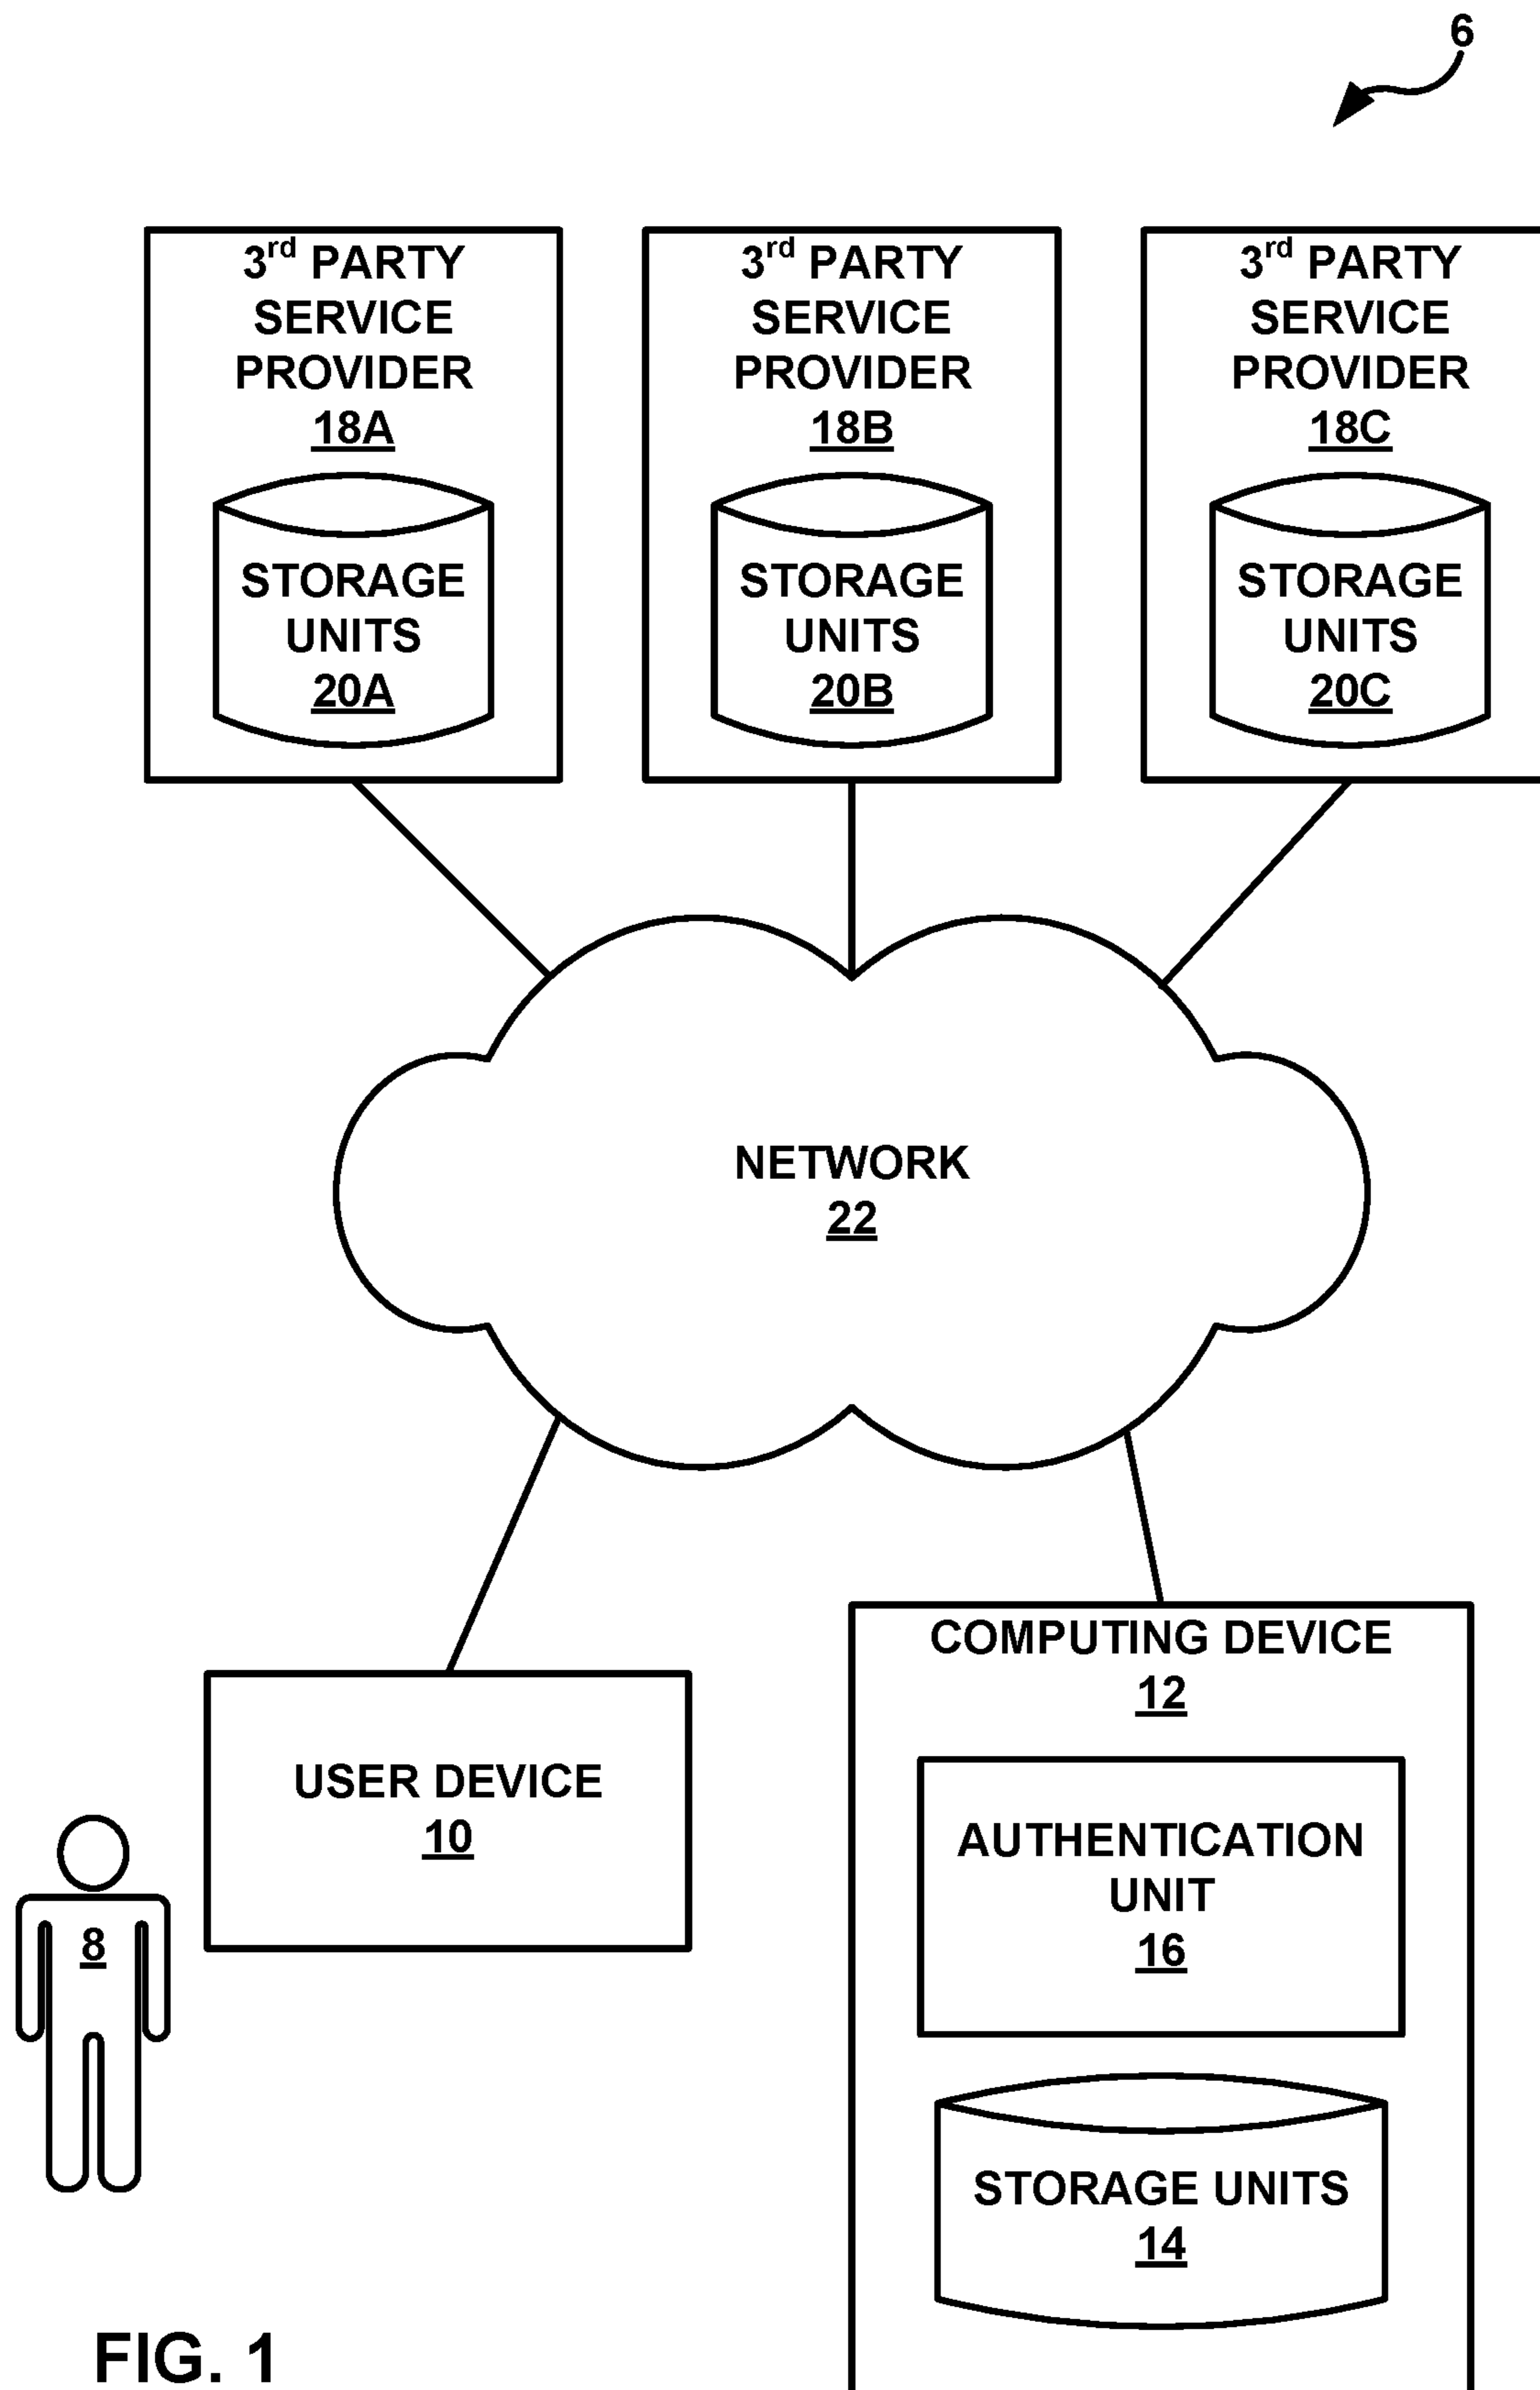 6
3rd PARTY
SERVICE
PROVIDER
18A
STORAGE
UNITS
20A
3rd PARTY
SERVICE
PROVIDER
18B
STORAGE
UNITS
20B
3rd PARTY
SERVICE
PROVIDER
18C
STORAGE
UNITS
20C
NETWORK
22
USER DEVICE
10
8
COMPUTING DEVICE
12
AUTHENTICATION
UNIT
16
STORAGE UNITS
14
FIG. 1